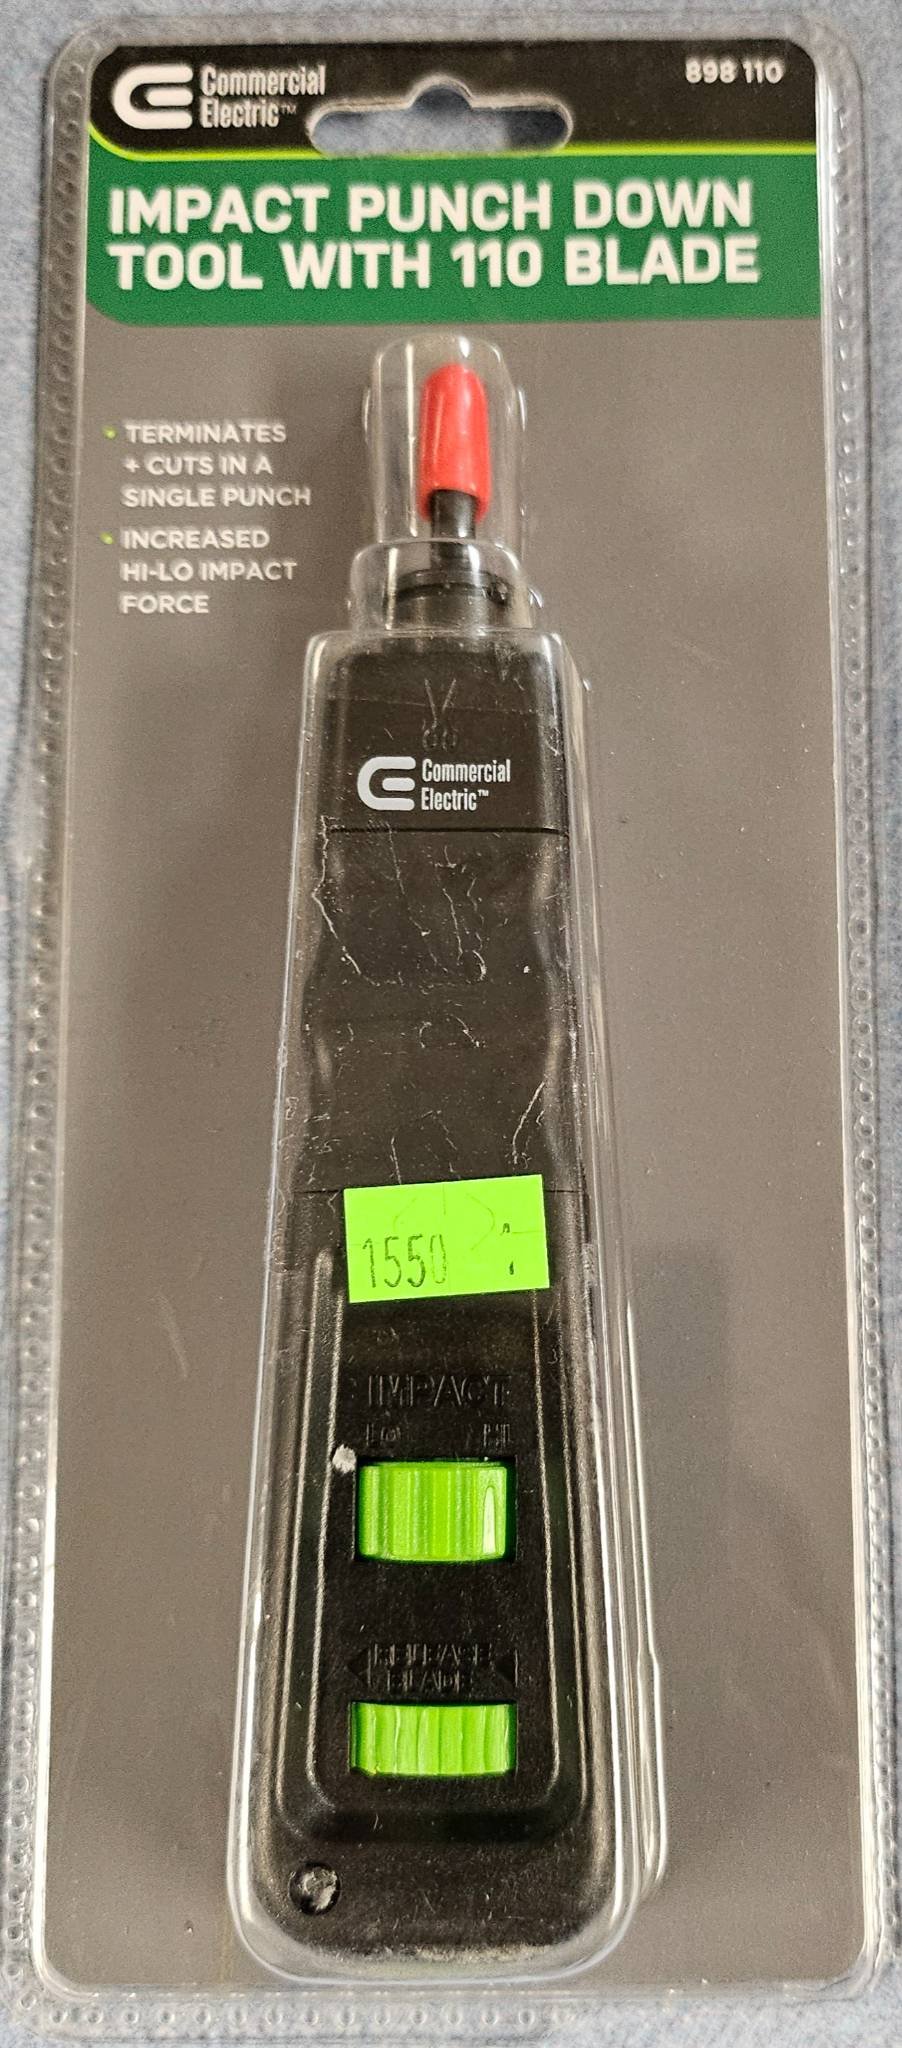 Commercial
Electric™
898 110
IMPACT PUNCH DOWN
TOOL WITH 110 BLADE
• TERMINATES
+ CUTS IN A
SINGLE PUNCH
• INCREASED
HI-LO IMPACT
FORCE
Commercial
Electric™
1550
IMPACT
LO HI
RELEASE
BLADE